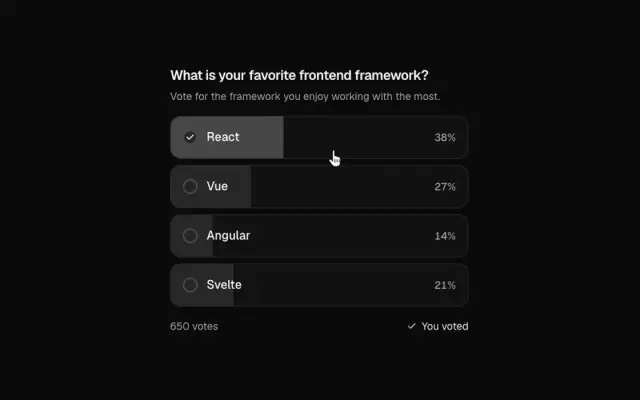 What is your favorite frontend framework?
Vote for the framework you enjoy working with the most.
React 38%
Vue 27%
Angular 14%
Svelte 21%
650 votes You voted